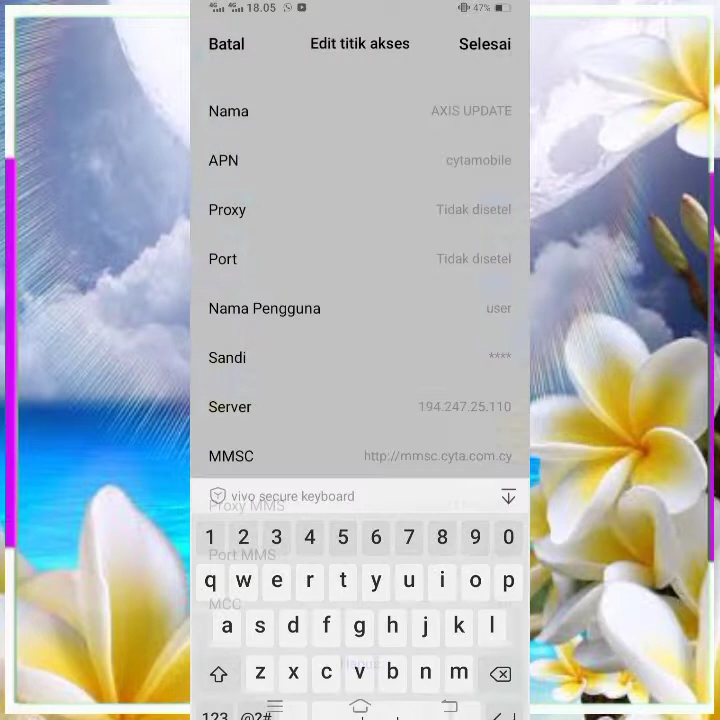 18.05
47%
Batal Edit titik akses Selesai
Nama AXIS UPDATE
APN cytamobile
Proxy Tidak disetel
Port Tidak disetel
Nama Pengguna user
Sandi ****
Server 194.247.25.110
MMSC http://mmsc.cyta.com.cy
vivo secure keyboard
Proxy MMS
1 2 3 4 5 6 7 8 9 0
Port MMS
q w e r t y u i o p
MCC
a s d f g h j k l
z x c v b n m
123 @?#